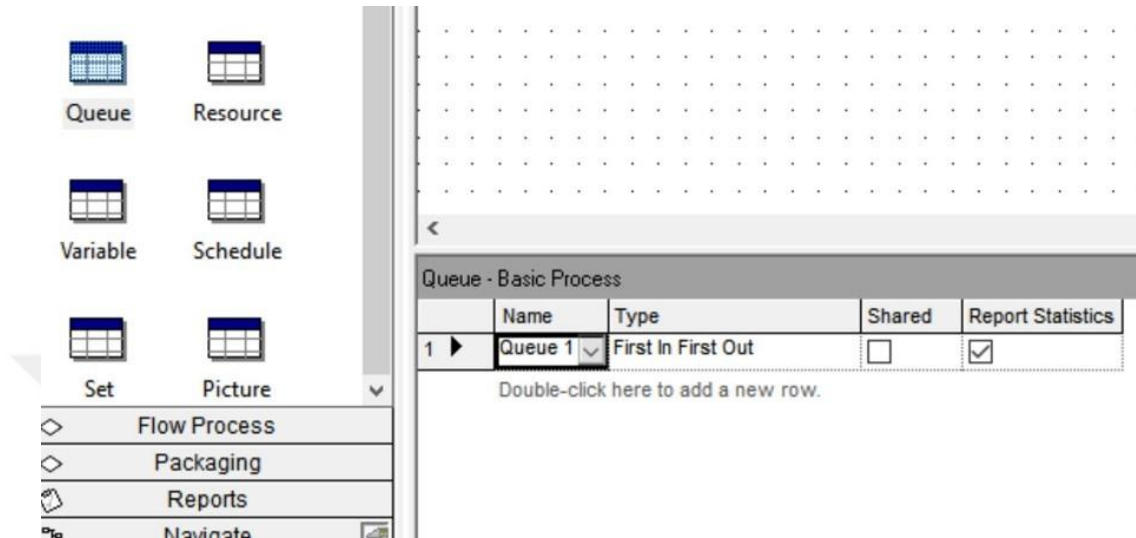 Queue Resource
Variable Schedule
Set Picture
Flow Process
Packaging
Reports
Navigate
Queue - Basic Process
Name Type Shared Report Statistics
1 Queue 1 First In First Out
Double-click here to add a new row.